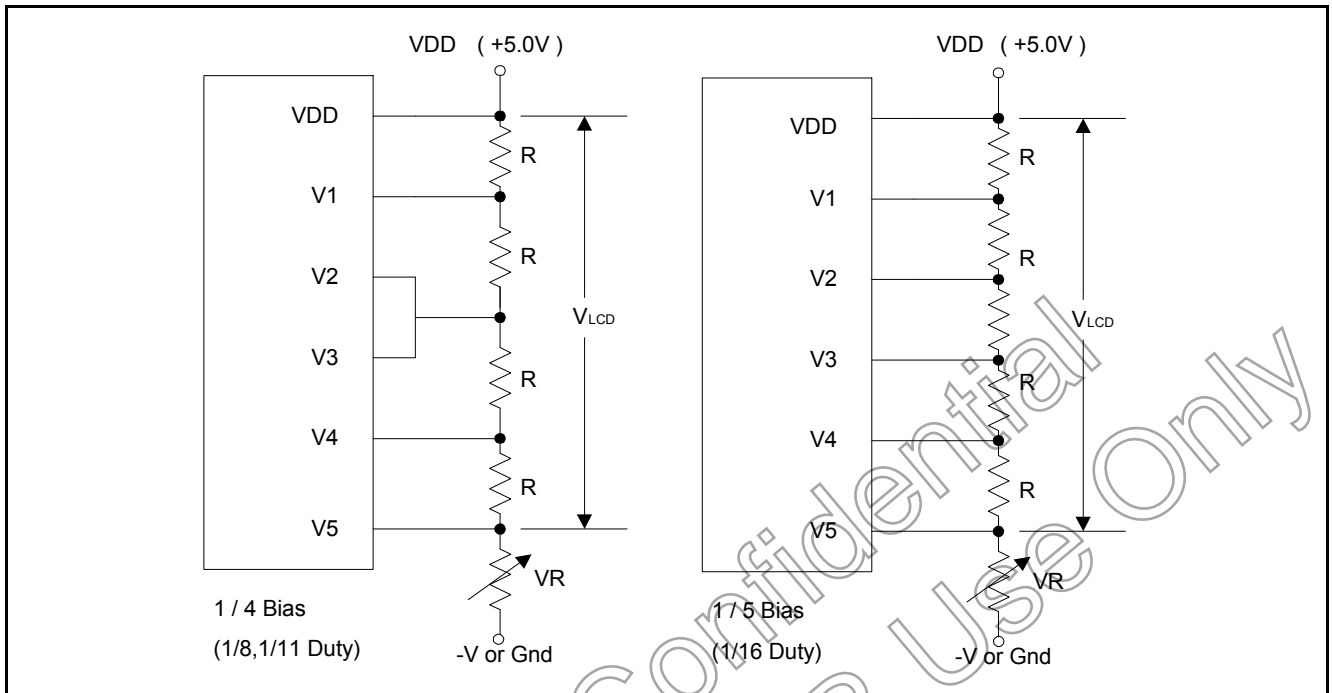 VDD ( +5.0V )
VDD
R
V1
R
V2
VLCD
V3
R
V4
R
V5
VR
1 / 4 Bias
(1/8,1/11 Duty)
-V or Gnd
VDD ( +5.0V )
VDD
R
V1
R
V2
VLCD
V3
R
V4
R
V5
VR
1 / 5 Bias
(1/16 Duty)
-V or Gnd
Confidential
Use Only